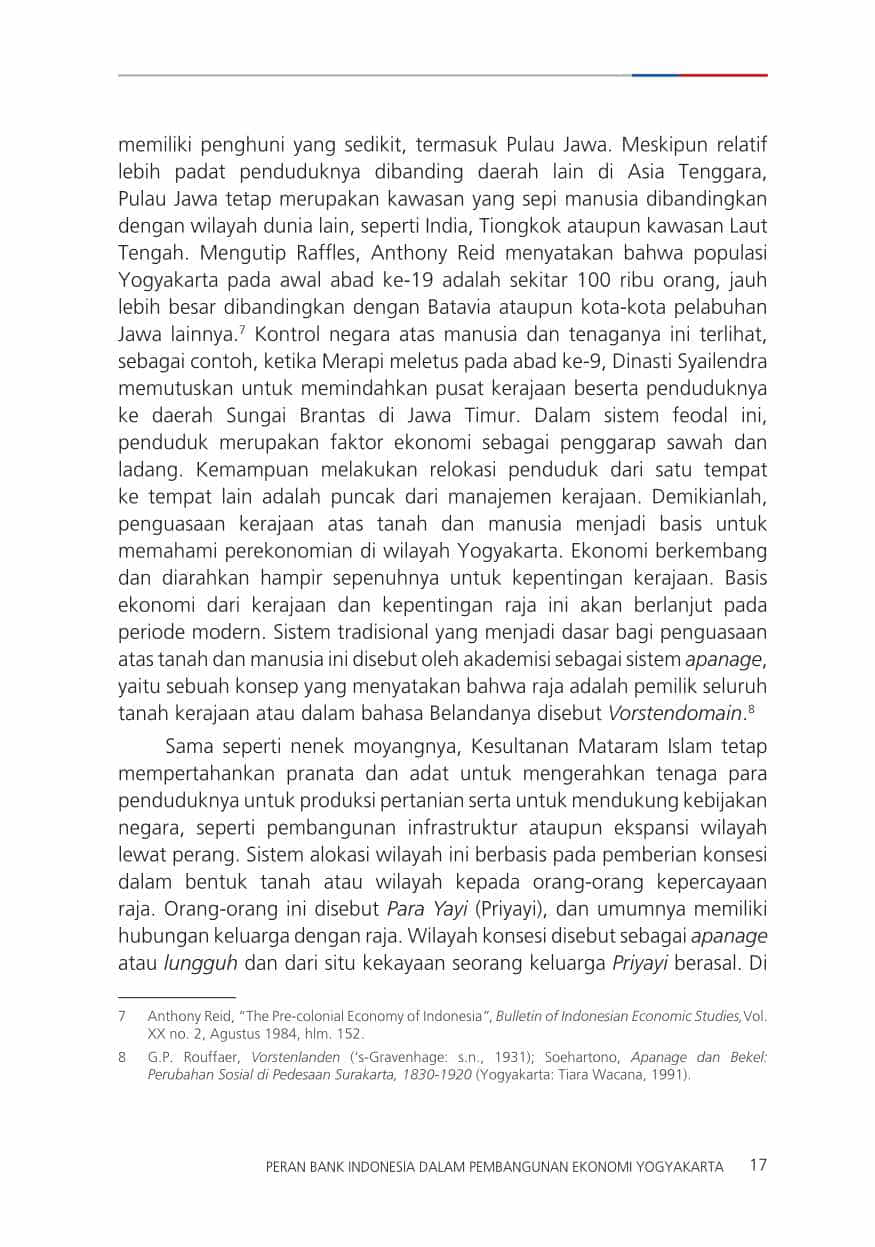 memiliki penghuni yang sedikit, termasuk Pulau Jawa. Meskipun relatif
lebih padat penduduknya dibanding daerah lain di Asia Tenggara,
Pulau Jawa tetap merupakan kawasan yang sepi manusia dibandingkan
dengan wilayah dunia lain, seperti India, Tiongkok ataupun kawasan Laut
Tengah. Mengutip Raffles, Anthony Reid menyatakan bahwa populasi
Yogyakarta pada awal abad ke-19 adalah sekitar 100 ribu orang, jauh
lebih besar dibandingkan dengan Batavia ataupun kota-kota pelabuhan
Jawa lainnya.⁷ Kontrol negara atas manusia dan tenaganya ini terlihat,
sebagai contoh, ketika Merapi meletus pada abad ke-9, Dinasti Syailendra
memutuskan untuk memindahkan pusat kerajaan beserta penduduknya
ke daerah Sungai Brantas di Jawa Timur. Dalam sistem feodal ini,
penduduk merupakan faktor ekonomi sebagai penggarap sawah dan
ladang. Kemampuan melakukan relokasi penduduk dari satu tempat
ke tempat lain adalah puncak dari manajemen kerajaan. Demikianlah,
penguasaan kerajaan atas tanah dan manusia menjadi basis untuk
memahami perekonomian di wilayah Yogyakarta. Ekonomi berkembang
dan diarahkan hampir sepenuhnya untuk kepentingan kerajaan. Basis
ekonomi dari kerajaan dan kepentingan raja ini akan berlanjut pada
periode modern. Sistem tradisional yang menjadi dasar bagi penguasaan
atas tanah dan manusia ini disebut oleh akademisi sebagai sistem apanage,
yaitu sebuah konsep yang menyatakan bahwa raja adalah pemilik seluruh
tanah kerajaan atau dalam bahasa Belandanya disebut Vorstendomain.⁸
Sama seperti nenek moyangnya, Kesultanan Mataram Islam tetap
mempertahankan pranata dan adat untuk mengerahkan tenaga para
penduduknya untuk produksi pertanian serta untuk mendukung kebijakan
negara, seperti pembangunan infrastruktur ataupun ekspansi wilayah
lewat perang. Sistem alokasi wilayah ini berbasis pada pemberian konsesi
dalam bentuk tanah atau wilayah kepada orang-orang kepercayaan
raja. Orang-orang ini disebut Para Yayi (Priyayi), dan umumnya memiliki
hubungan keluarga dengan raja. Wilayah konsesi disebut sebagai apanage
atau lungguh dan dari situ kekayaan seorang keluarga Priyayi berasal. Di
7 Anthony Reid, "The Pre-colonial Economy of Indonesia", Bulletin of Indonesian Economic Studies,Vol.
XX no. 2, Agustus 1984, hlm. 152.
8 G.P. Rouffaer, Vorstenlanden ('s-Gravenhage: s.n., 1931); Soehartono, Apanage dan Bekel:
Perubahan Sosial di Pedesaan Surakarta, 1830-1920 (Yogyakarta: Tiara Wacana, 1991).
PERAN BANK INDONESIA DALAM PEMBANGUNAN EKONOMI YOGYAKARTA 17